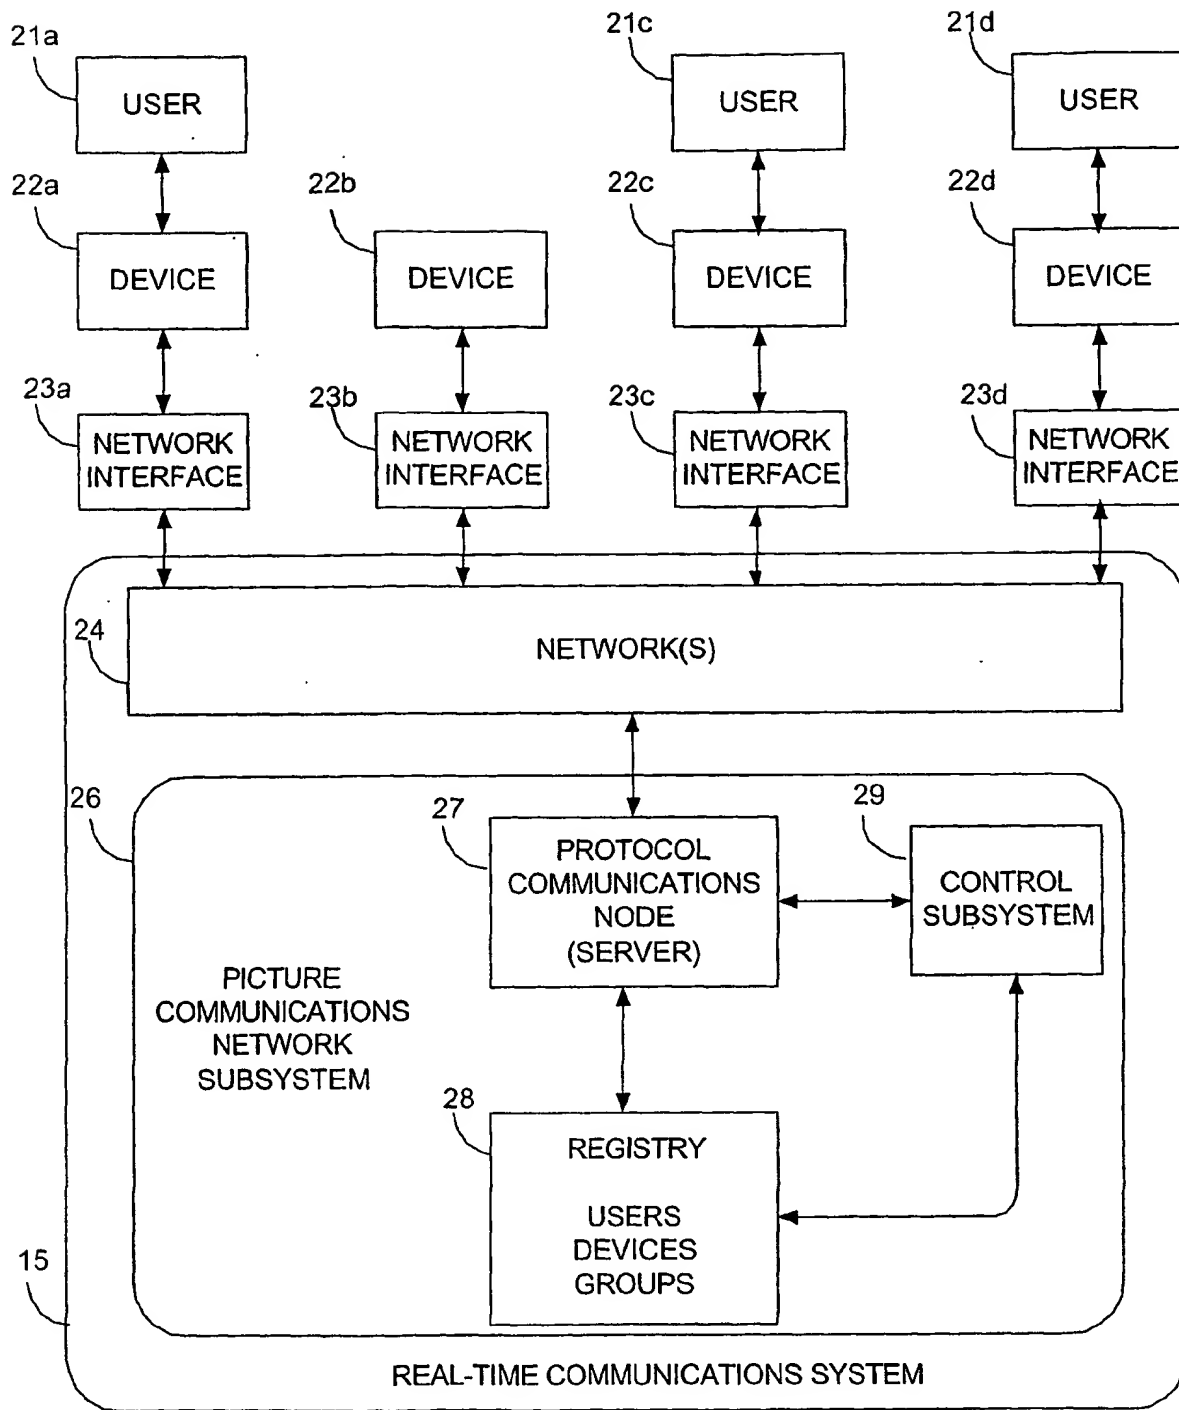 21a
21c
21d
USER
USER
USER
22a
22b
22c
22d
DEVICE
DEVICE
DEVICE
DEVICE
23a
23b
23c
23d
NETWORK
INTERFACE
NETWORK
INTERFACE
NETWORK
INTERFACE
NETWORK
INTERFACE
24
NETWORK(S)
26
27
29
PROTOCOL
COMMUNICATIONS
NODE
(SERVER)
CONTROL
SUBSYSTEM
PICTURE
COMMUNICATIONS
NETWORK
SUBSYSTEM
28
REGISTRY
USERS
DEVICES
GROUPS
15
REAL-TIME COMMUNICATIONS SYSTEM